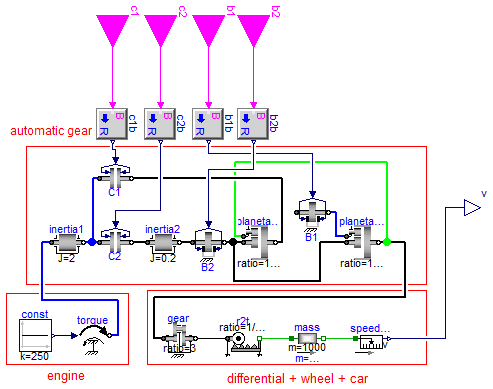 c1
c2
b1
b2
B
B
B
B
R
R
R
R
c1b
c2b
b1b
b2b
automatic gear
C1
planeta...
planeta...
v
inertia1
inertia2
B1
C2
B2
J=2
J=0.2
ratio=1...
ratio=1...
const
torque
k=250
engine
gear
ratio=3
r2t
ratio=1/...
mass
m=1000
m=...
speed...
v
differential + wheel + car